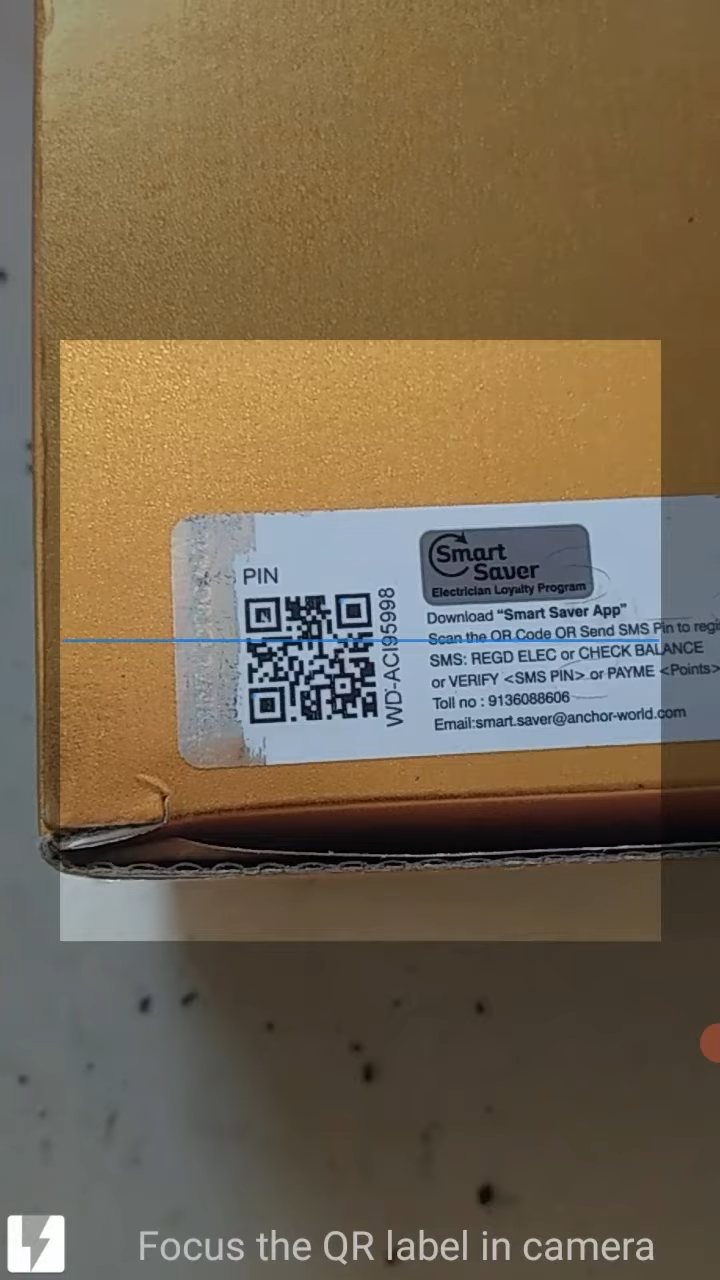 PIN
WD-ACI95998
Smart
Saver
Electrician Loyalty Program
Download “Smart Saver App”
Scan the QR Code OR Send SMS Pin to regi
SMS: REGD ELEC or CHECK BALANCE
or VERIFY <SMS PIN> or PAYME <Points>
Toll no : 9136088606
Email:smart.saver@anchor-world.com
Focus the QR label in camera